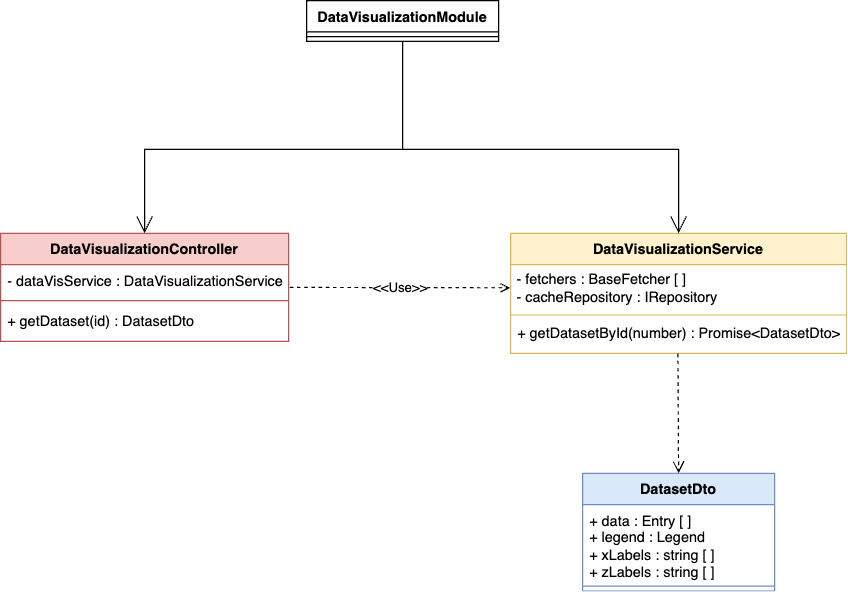 DataVisualizationModule
DataVisualizationController
- dataVisService : DataVisualizationService
+ getDataset(id) : DatasetDto
<<Use>>
DataVisualizationService
- fetchers : BaseFetcher [ ]
- cacheRepository : IRepository
+ getDatasetById(number) : Promise<DatasetDto>
DatasetDto
+ data : Entry [ ]
+ legend : Legend
+ xLabels : string [ ]
+ zLabels : string [ ]